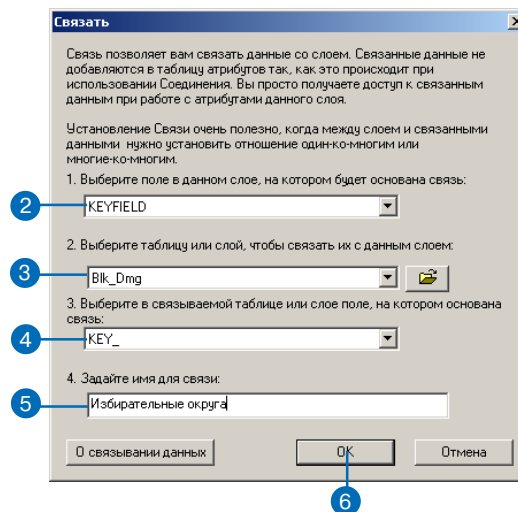 Связать
Связь позволяет вам связать данные со слоем. Связанные данные не
добавляются в таблицу атрибутов так, как это происходит при
использовании Соединения. Вы просто получаете доступ к связанным
данным при работе с атрибутами данного слоя.
Установление Связи очень полезно, когда между слоем и связанными
данными нужно установить отношение один-ко-многим или
многие-ко-многим.
1. Выберите поле в данном слое, на котором будет основана связь:
2 KEYFIELD
2. Выберите таблицу или слой, чтобы связать их с данным слоем:
3 Blk_Dmg
3. Выберите в связываемой таблице или слое поле, на котором основана
связь:
4 KEY_
4. Задайте имя для связи:
5 Избирательные округа
О связывании данных OK Отмена
6